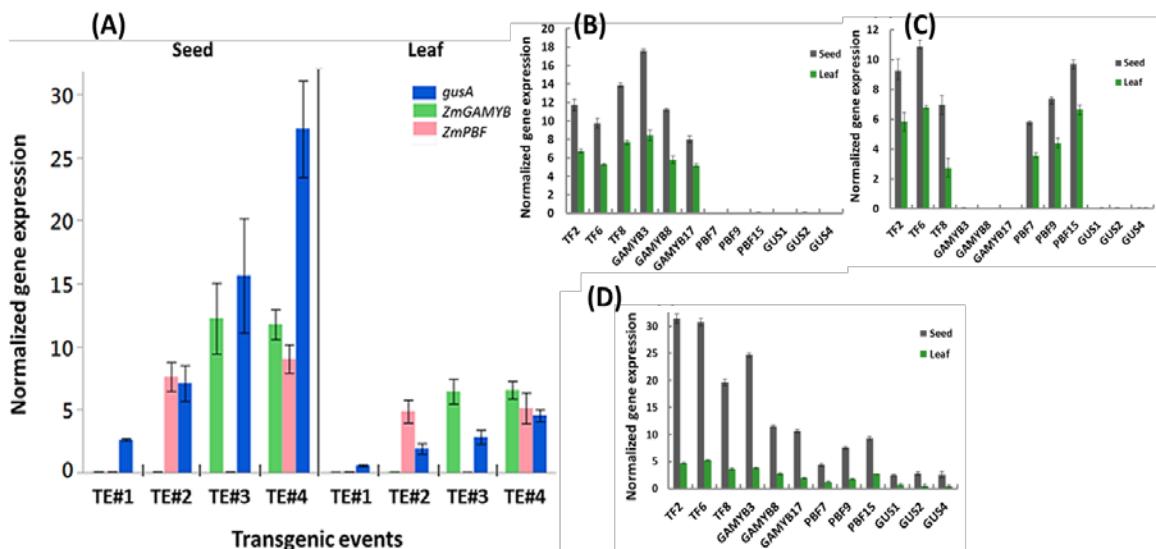 (A)
Seed
Leaf
gusA
ZmGAMYB
ZmPBF
Normalized gene expression
30
25
20
15
10
5
0
TE#1
TE#2
TE#3
TE#4
TE#1
TE#2
TE#3
TE#4
Transgenic events
(B)
Seed
Leaf
Normalized gene expression
20
18
16
14
12
10
8
6
4
2
0
TF2
TF6
TF8
GAMYB3
GAMYB8
GAMYB17
PBF7
PBF9
PBF15
GUS1
GUS2
GUS4
(C)
Seed
Leaf
Normalized gene expression
12
10
8
6
4
2
0
TF2
TF6
TF8
GAMYB3
GAMYB8
GAMYB17
PBF7
PBF9
PBF15
GUS1
GUS2
GUS4
(D)
Seed
Leaf
Normalized gene expression
30
25
20
15
10
5
0
TF2
TF6
TF8
GAMYB3
GAMYB8
GAMYB17
PBF7
PBF9
PBF15
GUS1
GUS2
GUS4